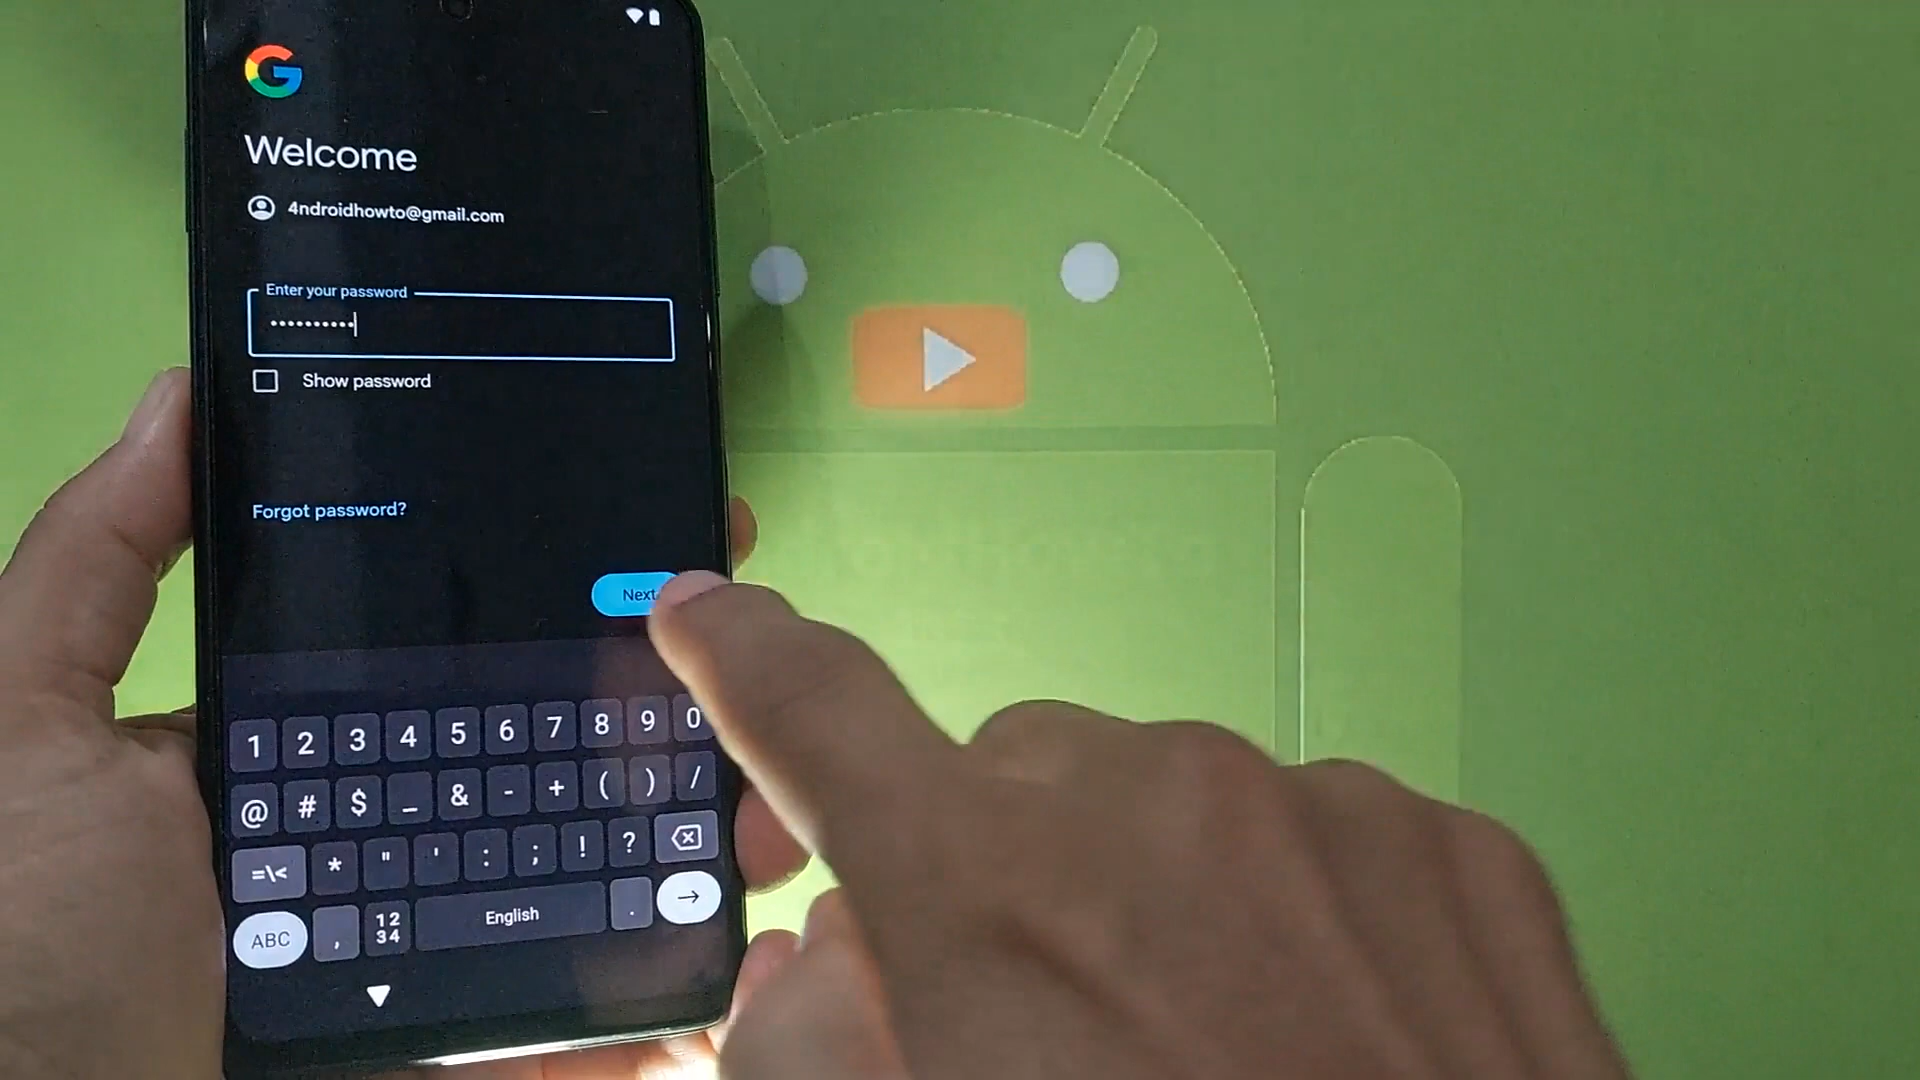 Welcome
4ndroidhowto@gmail.com
Enter your password
••••••••••
Show password
Forgot password?
Next
1 2 3 4 5 6 7 8 9 0
@ # $ _ & - + ( ) /
=\< * " ' : ; ! ?
ABC , 12 34 English .